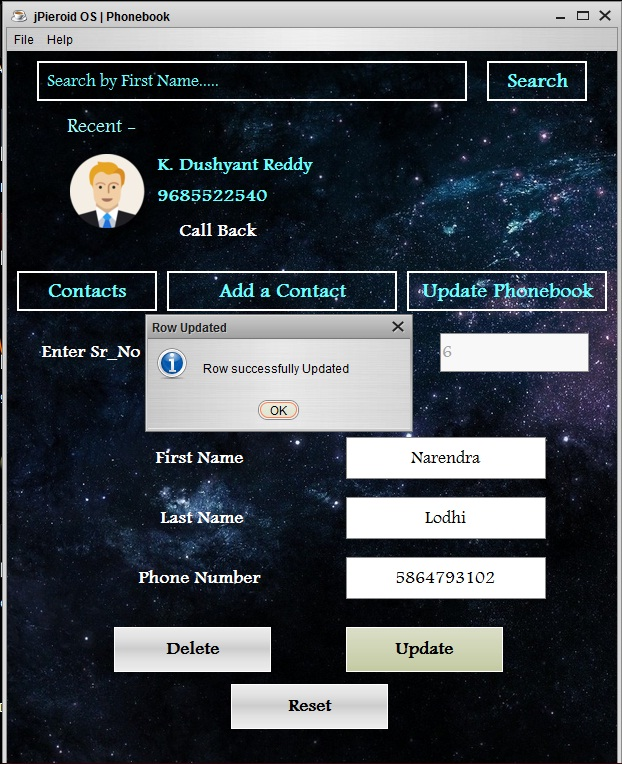 jPieroid OS | Phonebook
File Help
Search by First Name..... Search
Recent -
K. Dushyant Reddy
9685522540
Call Back
Contacts Add a Contact Update Phonebook
Row Updated
Enter Sr_No 6
Row successfully Updated
OK
First Name Narendra
Last Name Lodhi
Phone Number 5864793102
Delete Update
Reset